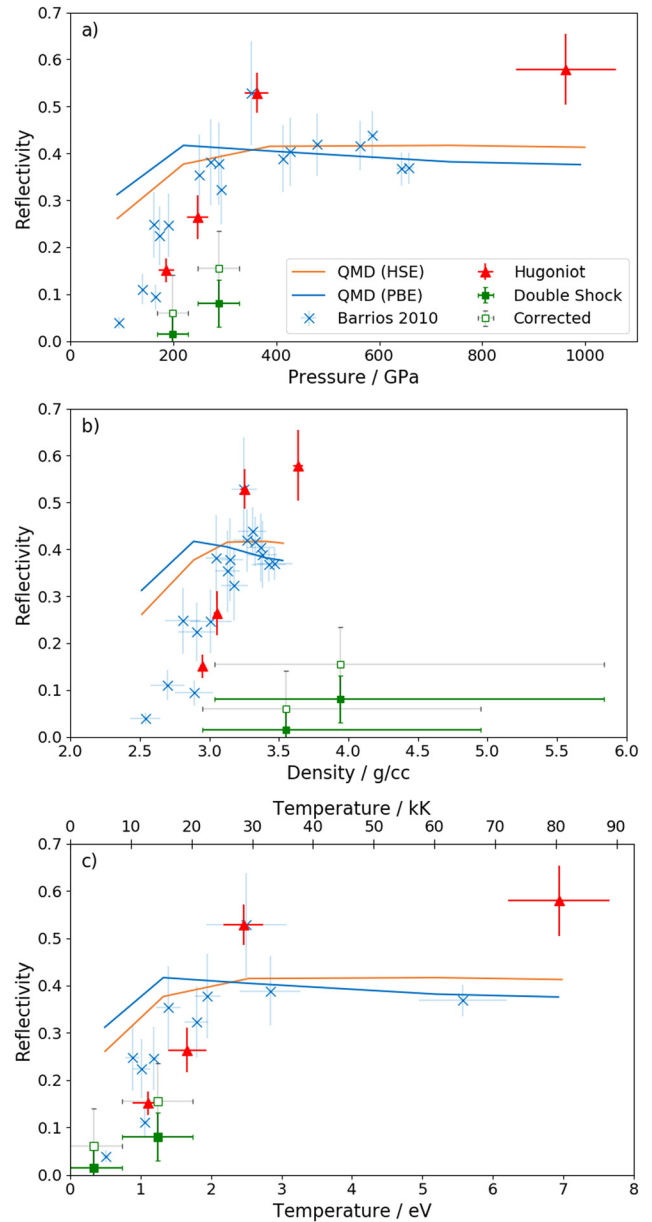 a)
0.7
0.6
0.5
0.4
0.3
0.2
0.1
0.0
Reflectivity
QMD (HSE)
QMD (PBE)
Barrios 2010
Hugoniot
Double Shock
Corrected
0 200 400 600 800 1000
Pressure / GPa
b)
0.7
0.6
0.5
0.4
0.3
0.2
0.1
0.0
Reflectivity
2.0 2.5 3.0 3.5 4.0 4.5 5.0 5.5 6.0
Density / g/cc
Temperature / kK
0 10 20 30 40 50 60 70 80 90
c)
0.7
0.6
0.5
0.4
0.3
0.2
0.1
0.0
Reflectivity
0 1 2 3 4 5 6 7 8
Temperature / eV